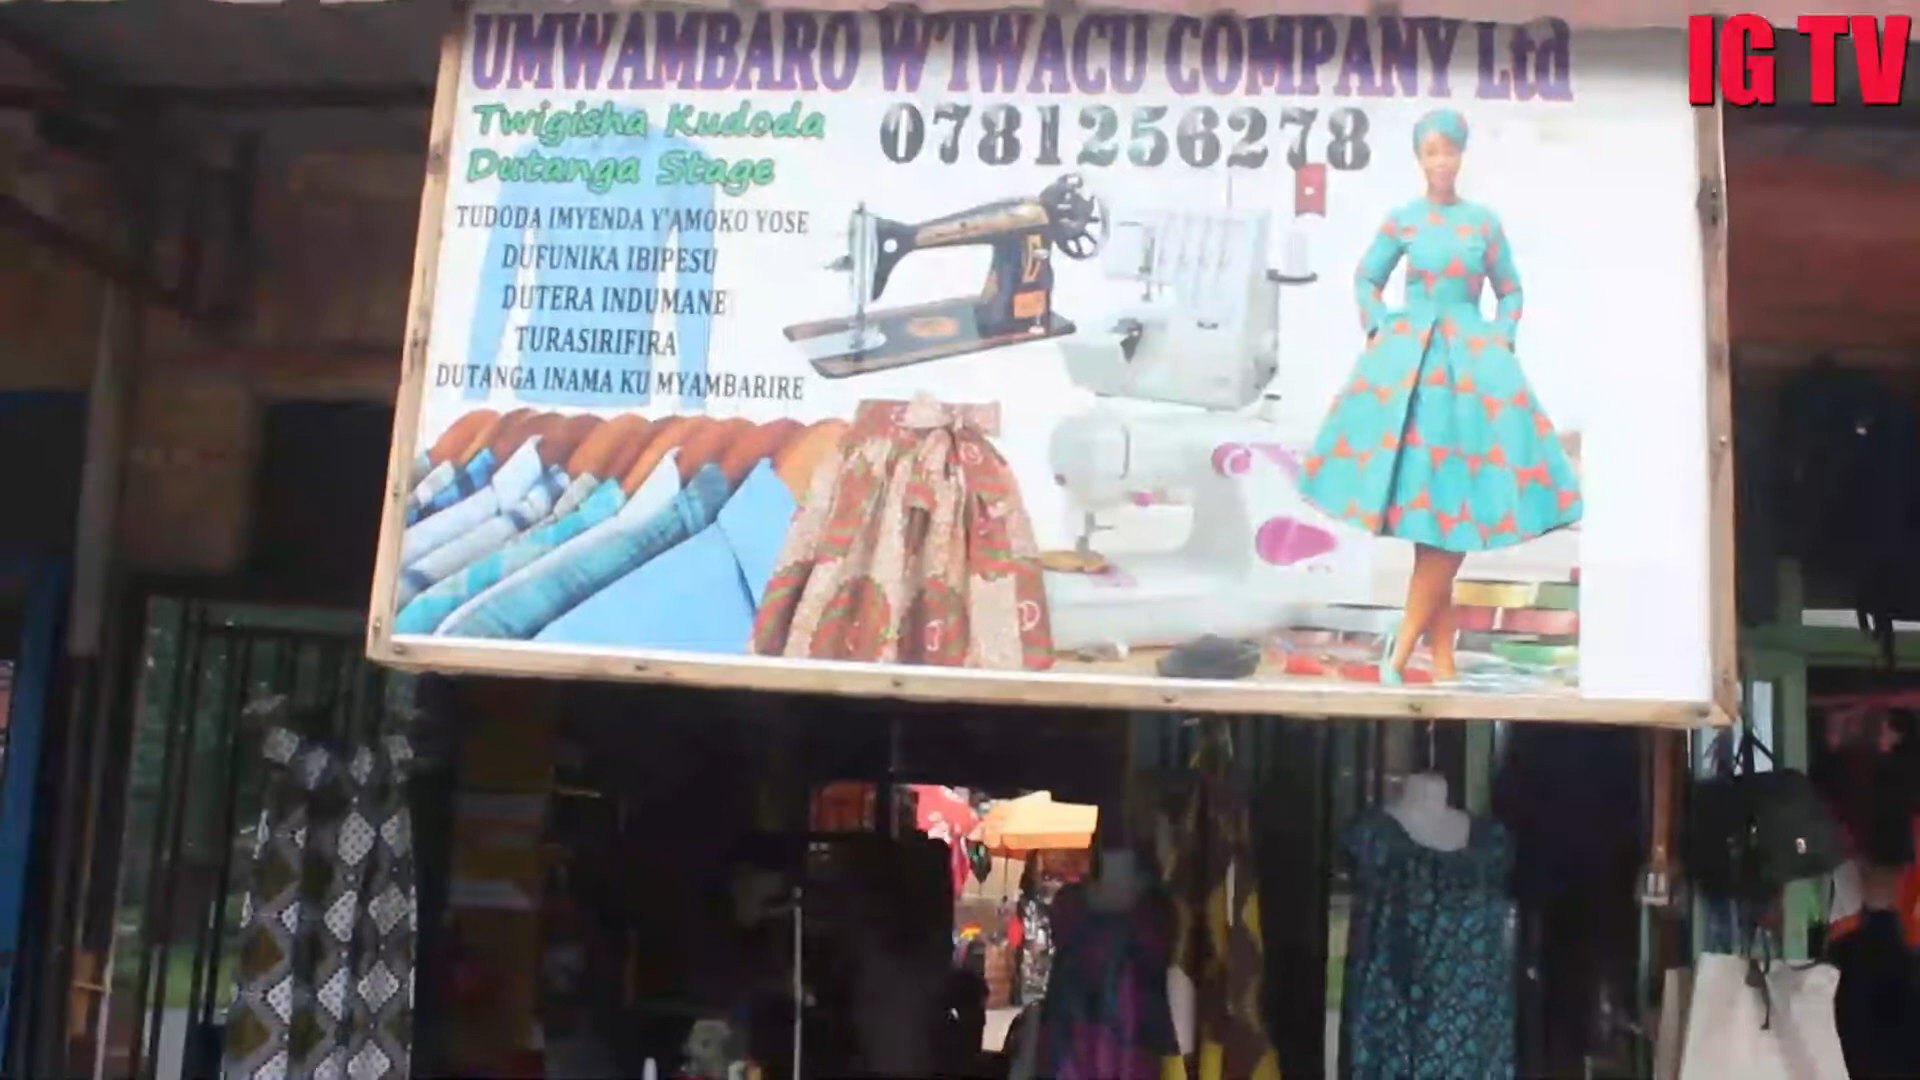 UMWAMBARO W'IWACU COMPANY Ltd
IG TV
Twigisha Kudoda
0781256278
Dutanga Stage
TUDODA IMYENDA Y'AMOKO YOSE
DUFUNIKA IBIPESU
DUTERA INDUMANE
TURASIRIFIRA
DUTANGA INAMA KU MYAMBARIRE